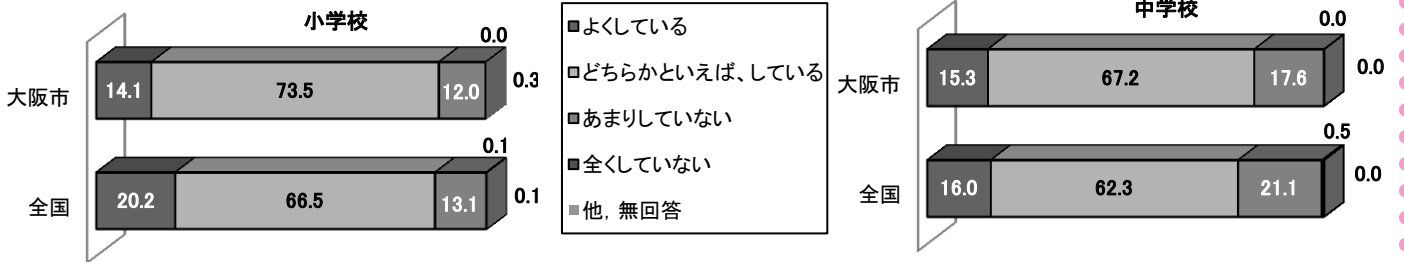 小学校
大阪市
14.1
73.5
12.0
0.0
0.3
全国
20.2
66.5
13.1
0.1
0.1
■よくしている
■どちらかといえば、している
■あまりしていない
■全くしていない
■他，無回答
中学校
大阪市
15.3
67.2
17.6
0.0
0.0
全国
16.0
62.3
21.1
0.5
0.0